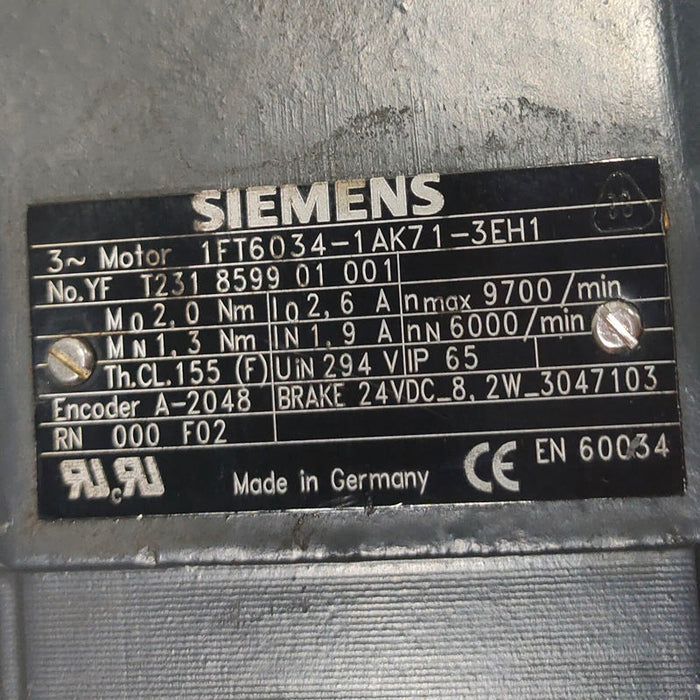 SIEMENS
3~ Motor 1FT6034-1AK71-3EH1
No.YF T231 8599 01 001
M0 2,0 Nm I0 2,6 A nmax 9700 /min
MN 1,3 Nm IN 1,9 A nN 6000 /min
Th.CL.155 (F) UIN 294 V IP 65
Encoder A-2048 BRAKE 24VDC_8,2W_3047103
RN 000 F02
EN 60034
Made in Germany CE